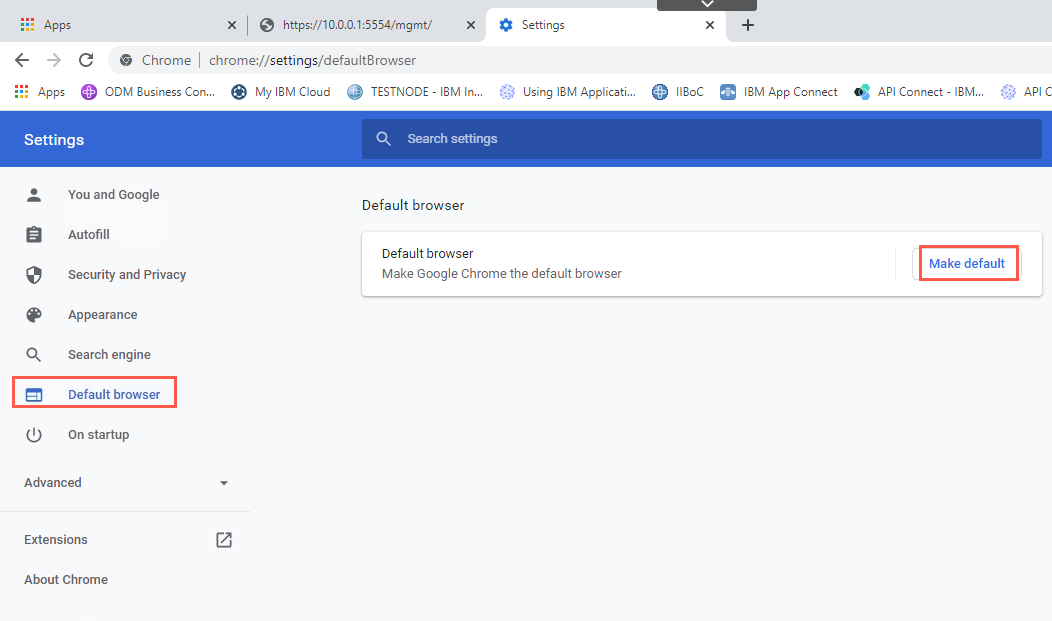 Apps
https://10.0.0.1:5554/mgmt/
Settings
Chrome
chrome://settings/defaultBrowser
Apps
ODM Business Con...
My IBM Cloud
TESTNODE - IBM In...
Using IBM Applicati...
IIBoC
IBM App Connect
API Connect - IBM...
API C
Settings
Search settings
You and Google
Autofill
Security and Privacy
Appearance
Search engine
Default browser
On startup
Advanced
Extensions
About Chrome
Default browser
Default browser
Make Google Chrome the default browser
Make default